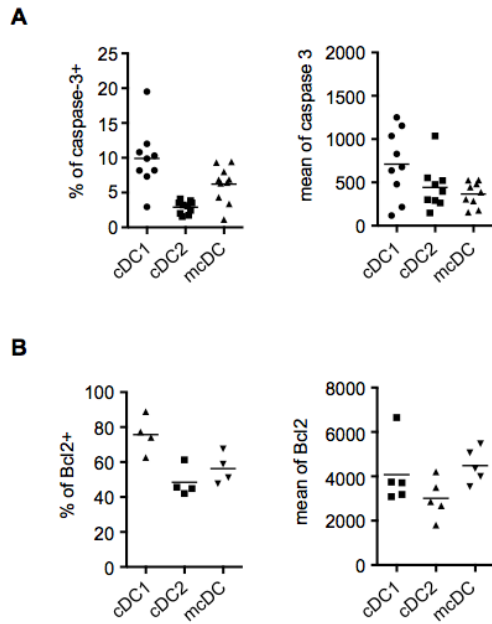 A
% of caspase-3+
25
20
15
10
5
0
cDC1
cDC2
mcDC
mean of caspase 3
2000
1500
1000
500
0
cDC1
cDC2
mcDC
B
% of Bcl2+
100
80
60
40
20
0
cDC1
cDC2
mcDC
mean of Bcl2
8000
6000
4000
2000
0
cDC1
cDC2
mcDC